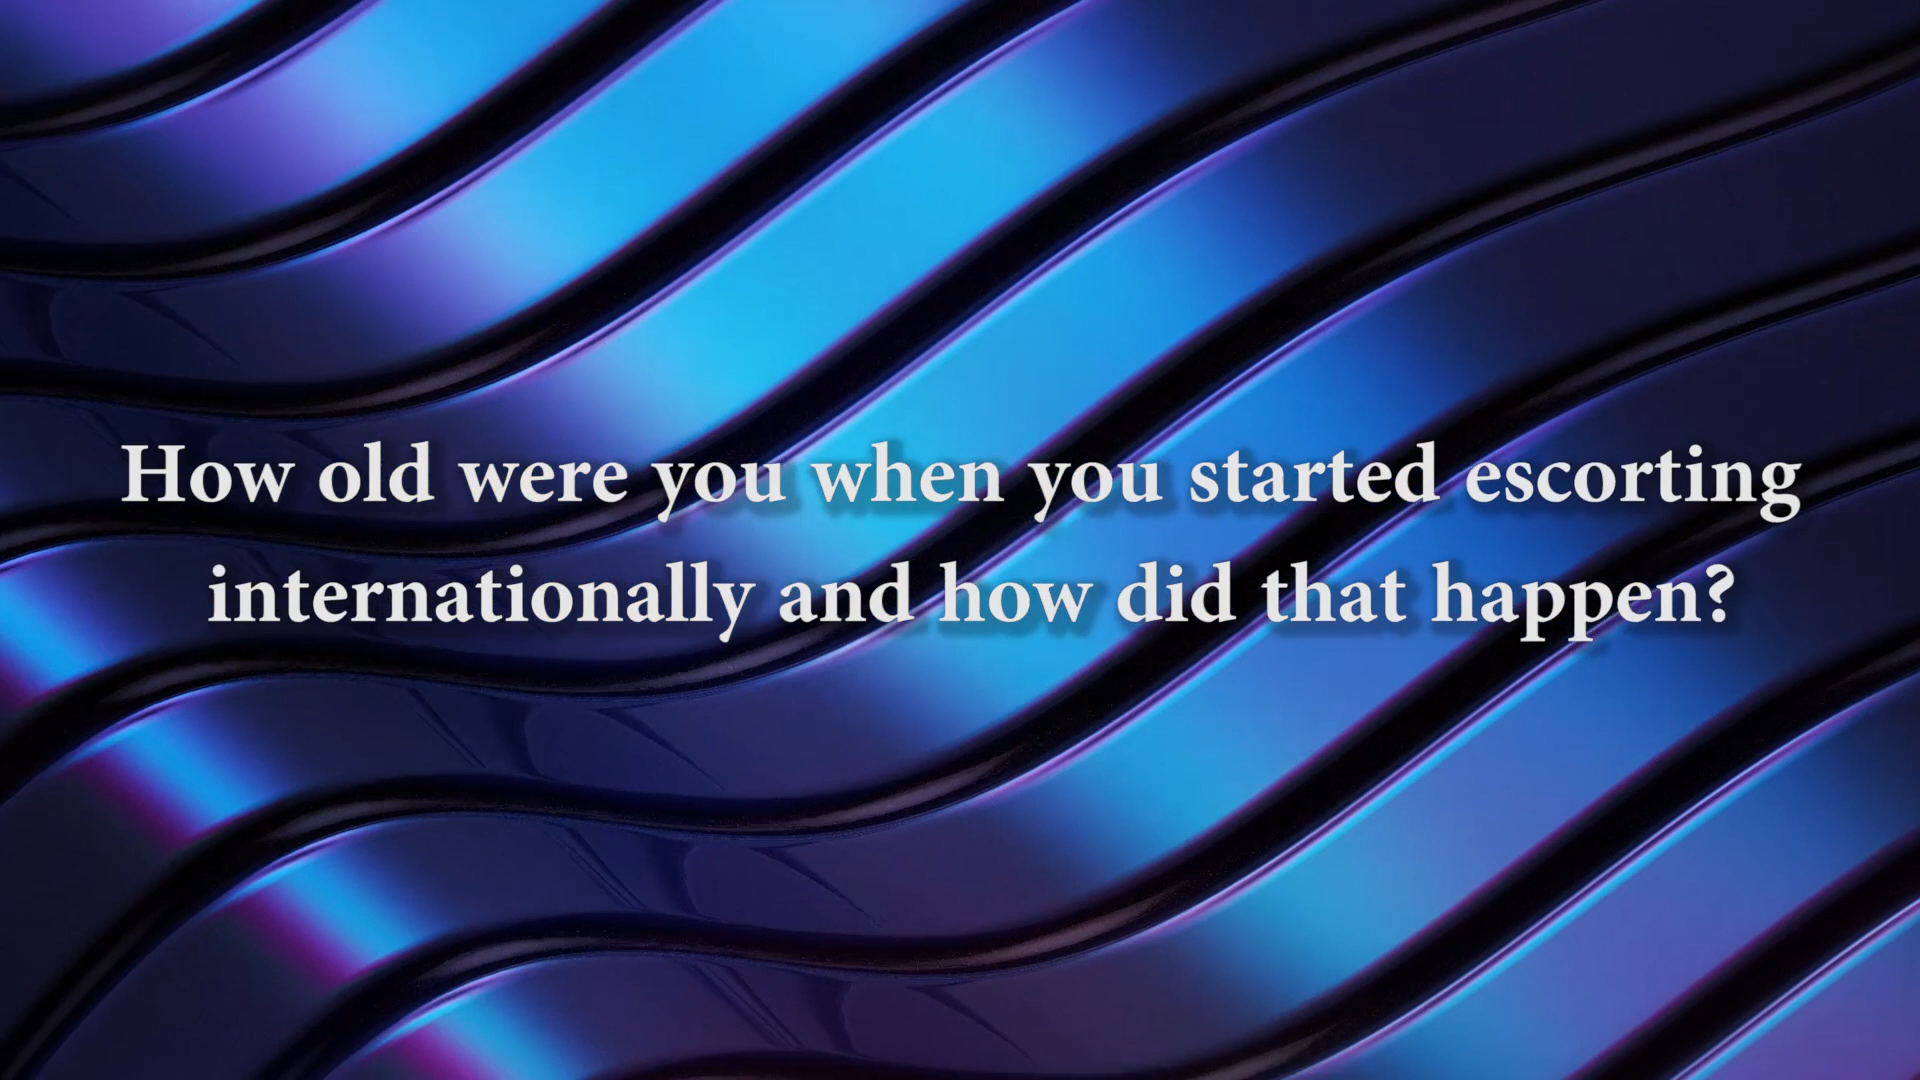 How old were you when you started escorting
internationally and how did that happen?